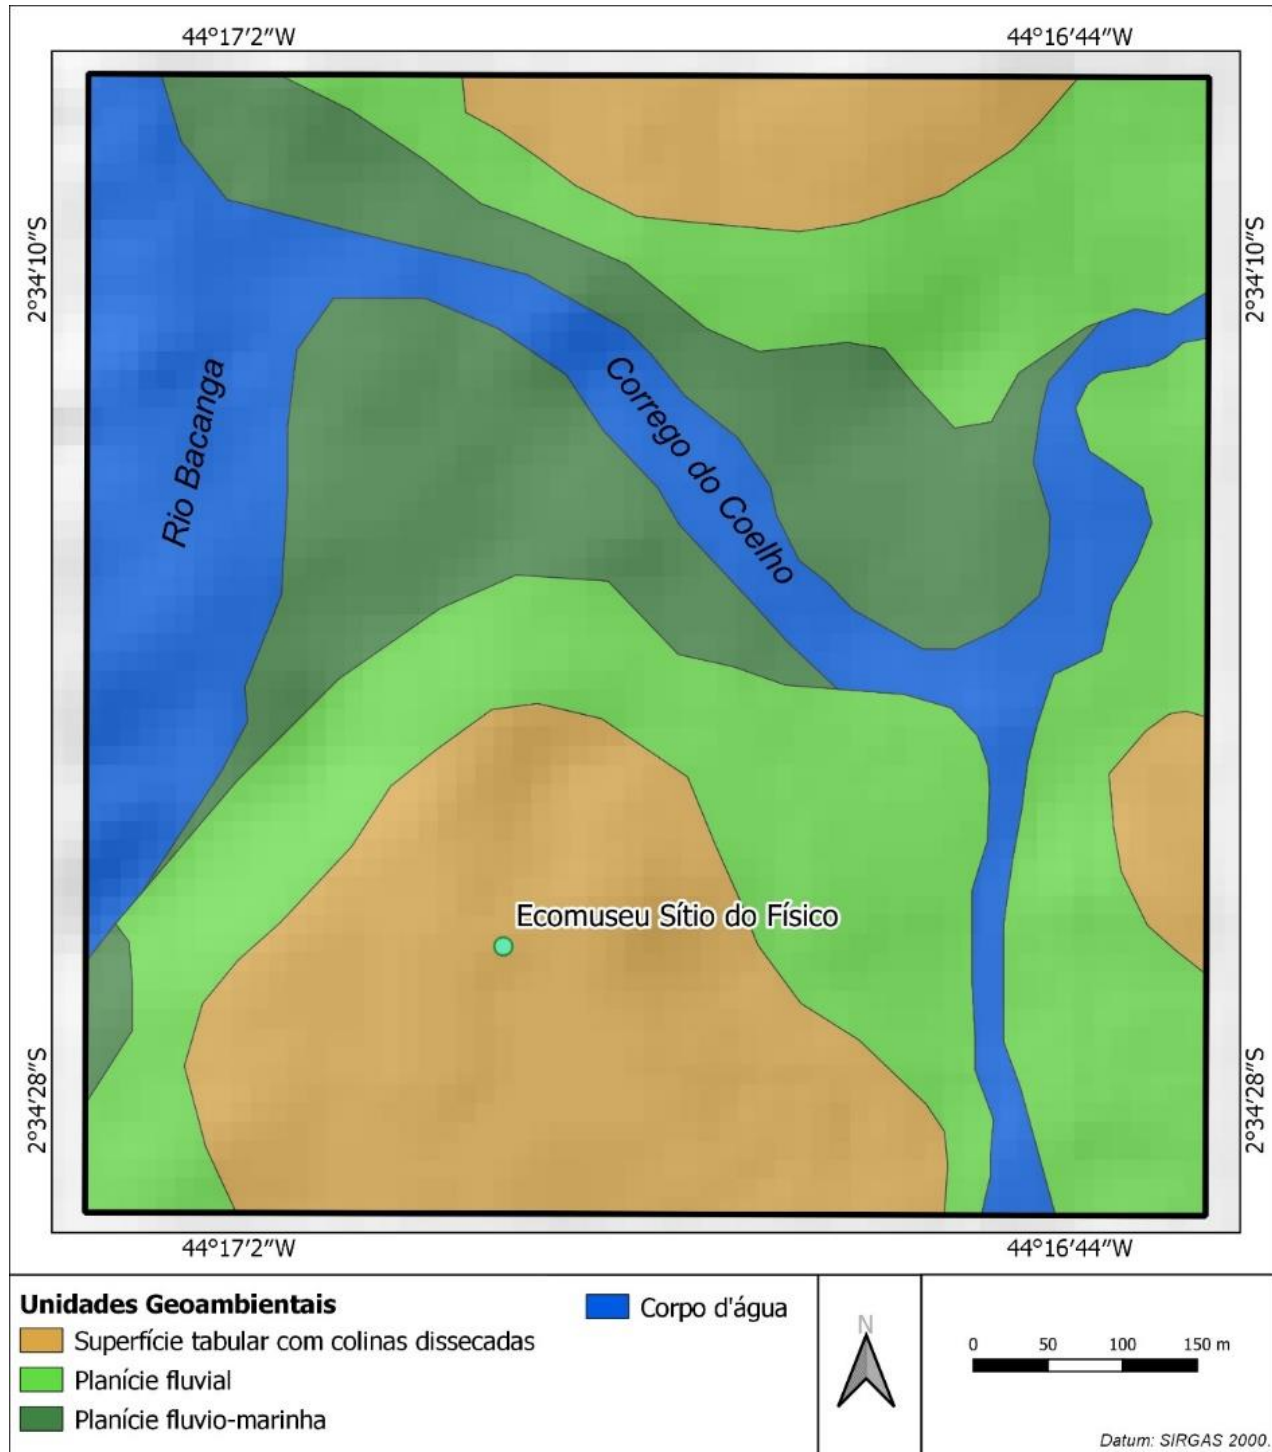 44°17′2″W
44°16′44″W
2°34′10″S
2°34′10″S
Rio Bacanga
Corrego do Coelho
Ecomuseu Sítio do Físico
2°34′28″S
2°34′28″S
44°17′2″W
44°16′44″W
Unidades Geoambientais
Superfície tabular com colinas dissecadas
Planície fluvial
Planície fluvio-marinha
Corpo d'água
N
0 50 100 150 m
Datum: SIRGAS 2000.